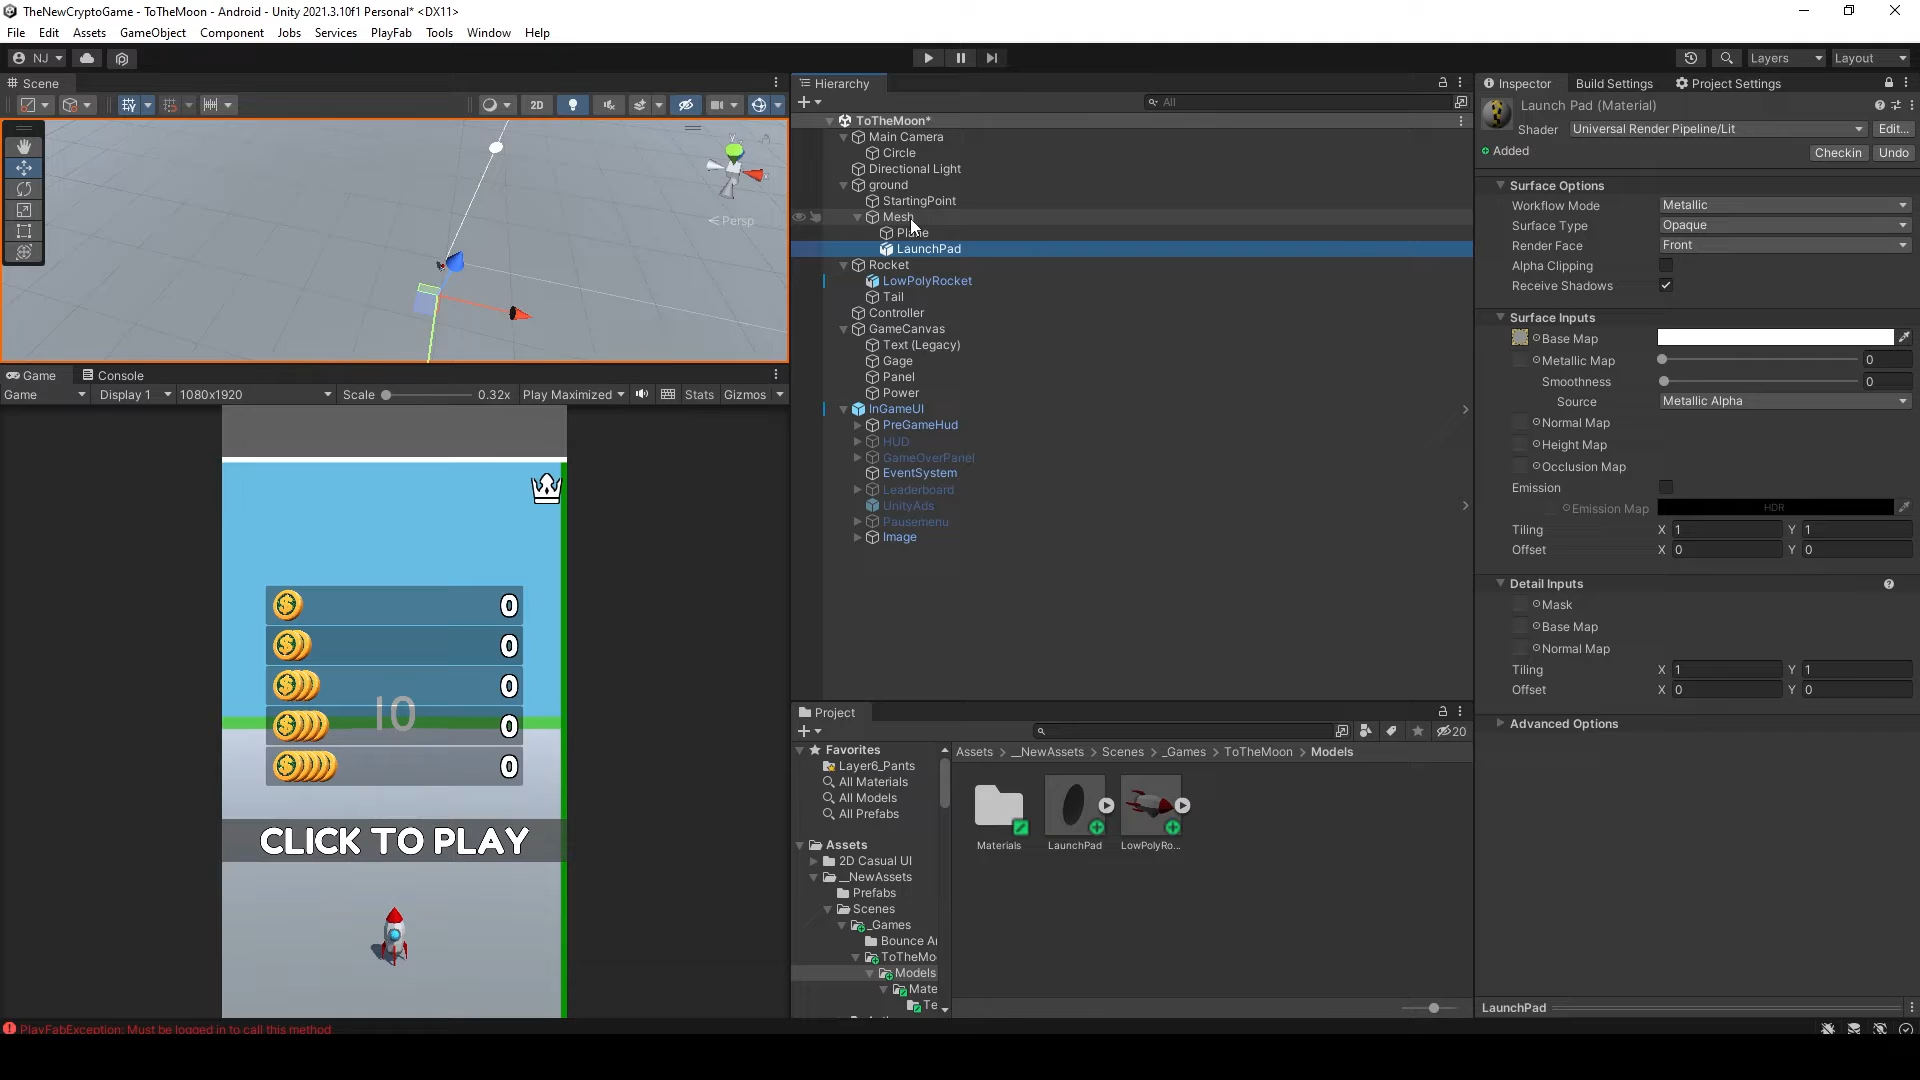 TheNewCryptoGame - ToTheMoon - Android - Unity 2021.3.10f1 Personal* <DX11>
File Edit Assets GameObject Component Jobs Services PlayFab Tools Window Help
NJ Layers Layout
Scene
2D
Persp
Game Console
Game Display 1 1080x1920 Scale 0.32x Play Maximized Stats Gizmos
0
0
0
10 0
0
CLICK TO PLAY
PlayFabException: Must be logged in to call this method
Hierarchy
All
ToTheMoon*
Main Camera
Circle
Directional Light
ground
StartingPoint
Mesh
Plane
LaunchPad
Rocket
LowPolyRocket
Tail
Controller
GameCanvas
Text (Legacy)
Gage
Panel
Power
InGameUI
PreGameHud
HUD
GameOverPanel
EventSystem
Leaderboard
UnityAds
Pausemenu
Image
Project
20
Favorites
Layer6_Pants
All Materials
All Models
All Prefabs
Assets
2D Casual UI
__NewAssets
Prefabs
Scenes
_Games
Bounce Ar
ToTheMo
Models
Mate
Te
Assets > __NewAssets > Scenes > _Games > ToTheMoon > Models
Materials LaunchPad LowPolyRo...
Inspector Build Settings Project Settings
Launch Pad (Material)
Shader Universal Render Pipeline/Lit Edit...
Added Checkin Undo
Surface Options
Workflow Mode Metallic
Surface Type Opaque
Render Face Front
Alpha Clipping
Receive Shadows
Surface Inputs
Base Map
Metallic Map 0
Smoothness 0
Source Metallic Alpha
Normal Map
Height Map
Occlusion Map
Emission
Emission Map HDR
Tiling X 1 Y 1
Offset X 0 Y 0
Detail Inputs
Mask
Base Map
Normal Map
Tiling X 1 Y 1
Offset X 0 Y 0
Advanced Options
LaunchPad